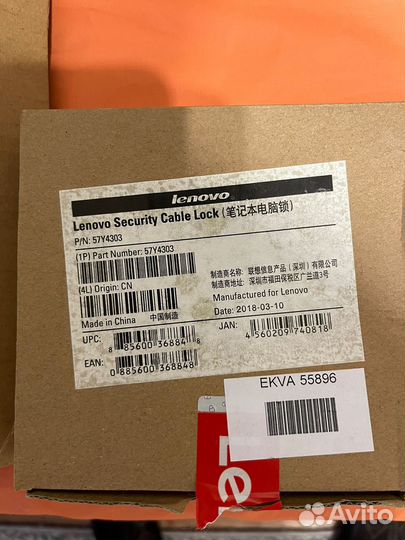 lenovo
Lenovo Security Cable Lock (笔记本电脑锁)
P/N: 57Y4303
(1P) Part Number: 57Y4303
(4L) Origin: CN
制造商名称: 联想信息产品(深圳)有限公司
制造商地址: 深圳市福田保税区广兰道3号
Manufactured for Lenovo
Made in China 中国制造
Date: 2018-03-10
UPC:
8 85600 36884 8
JAN:
4 560209 740818
EAN:
0 885600 368848
EKVA 55896
Le
Avito